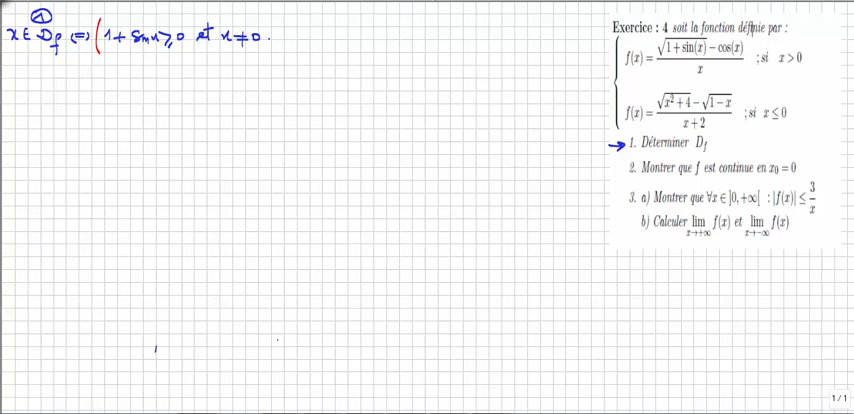 ①
x ∈ D_f ⇔ (1 + Sin x ⩾ 0 et x ≠ 0.
Exercice : 4 soit la fonction définie par :
f(x) = (√(1 + sin(x)) − cos(x)) / x ; si x > 0
f(x) = (√(x² + 4) − √(1 − x)) / (x + 2) ; si x ≤ 0
→ 1. Déterminer D_f
2. Montrer que f est continue en x₀ = 0
3. a) Montrer que ∀x ∈ ]0, +∞[ : |f(x)| ≤ 3/x
b) Calculer lim_{x→+∞} f(x) et lim_{x→−∞} f(x)
1 / 1